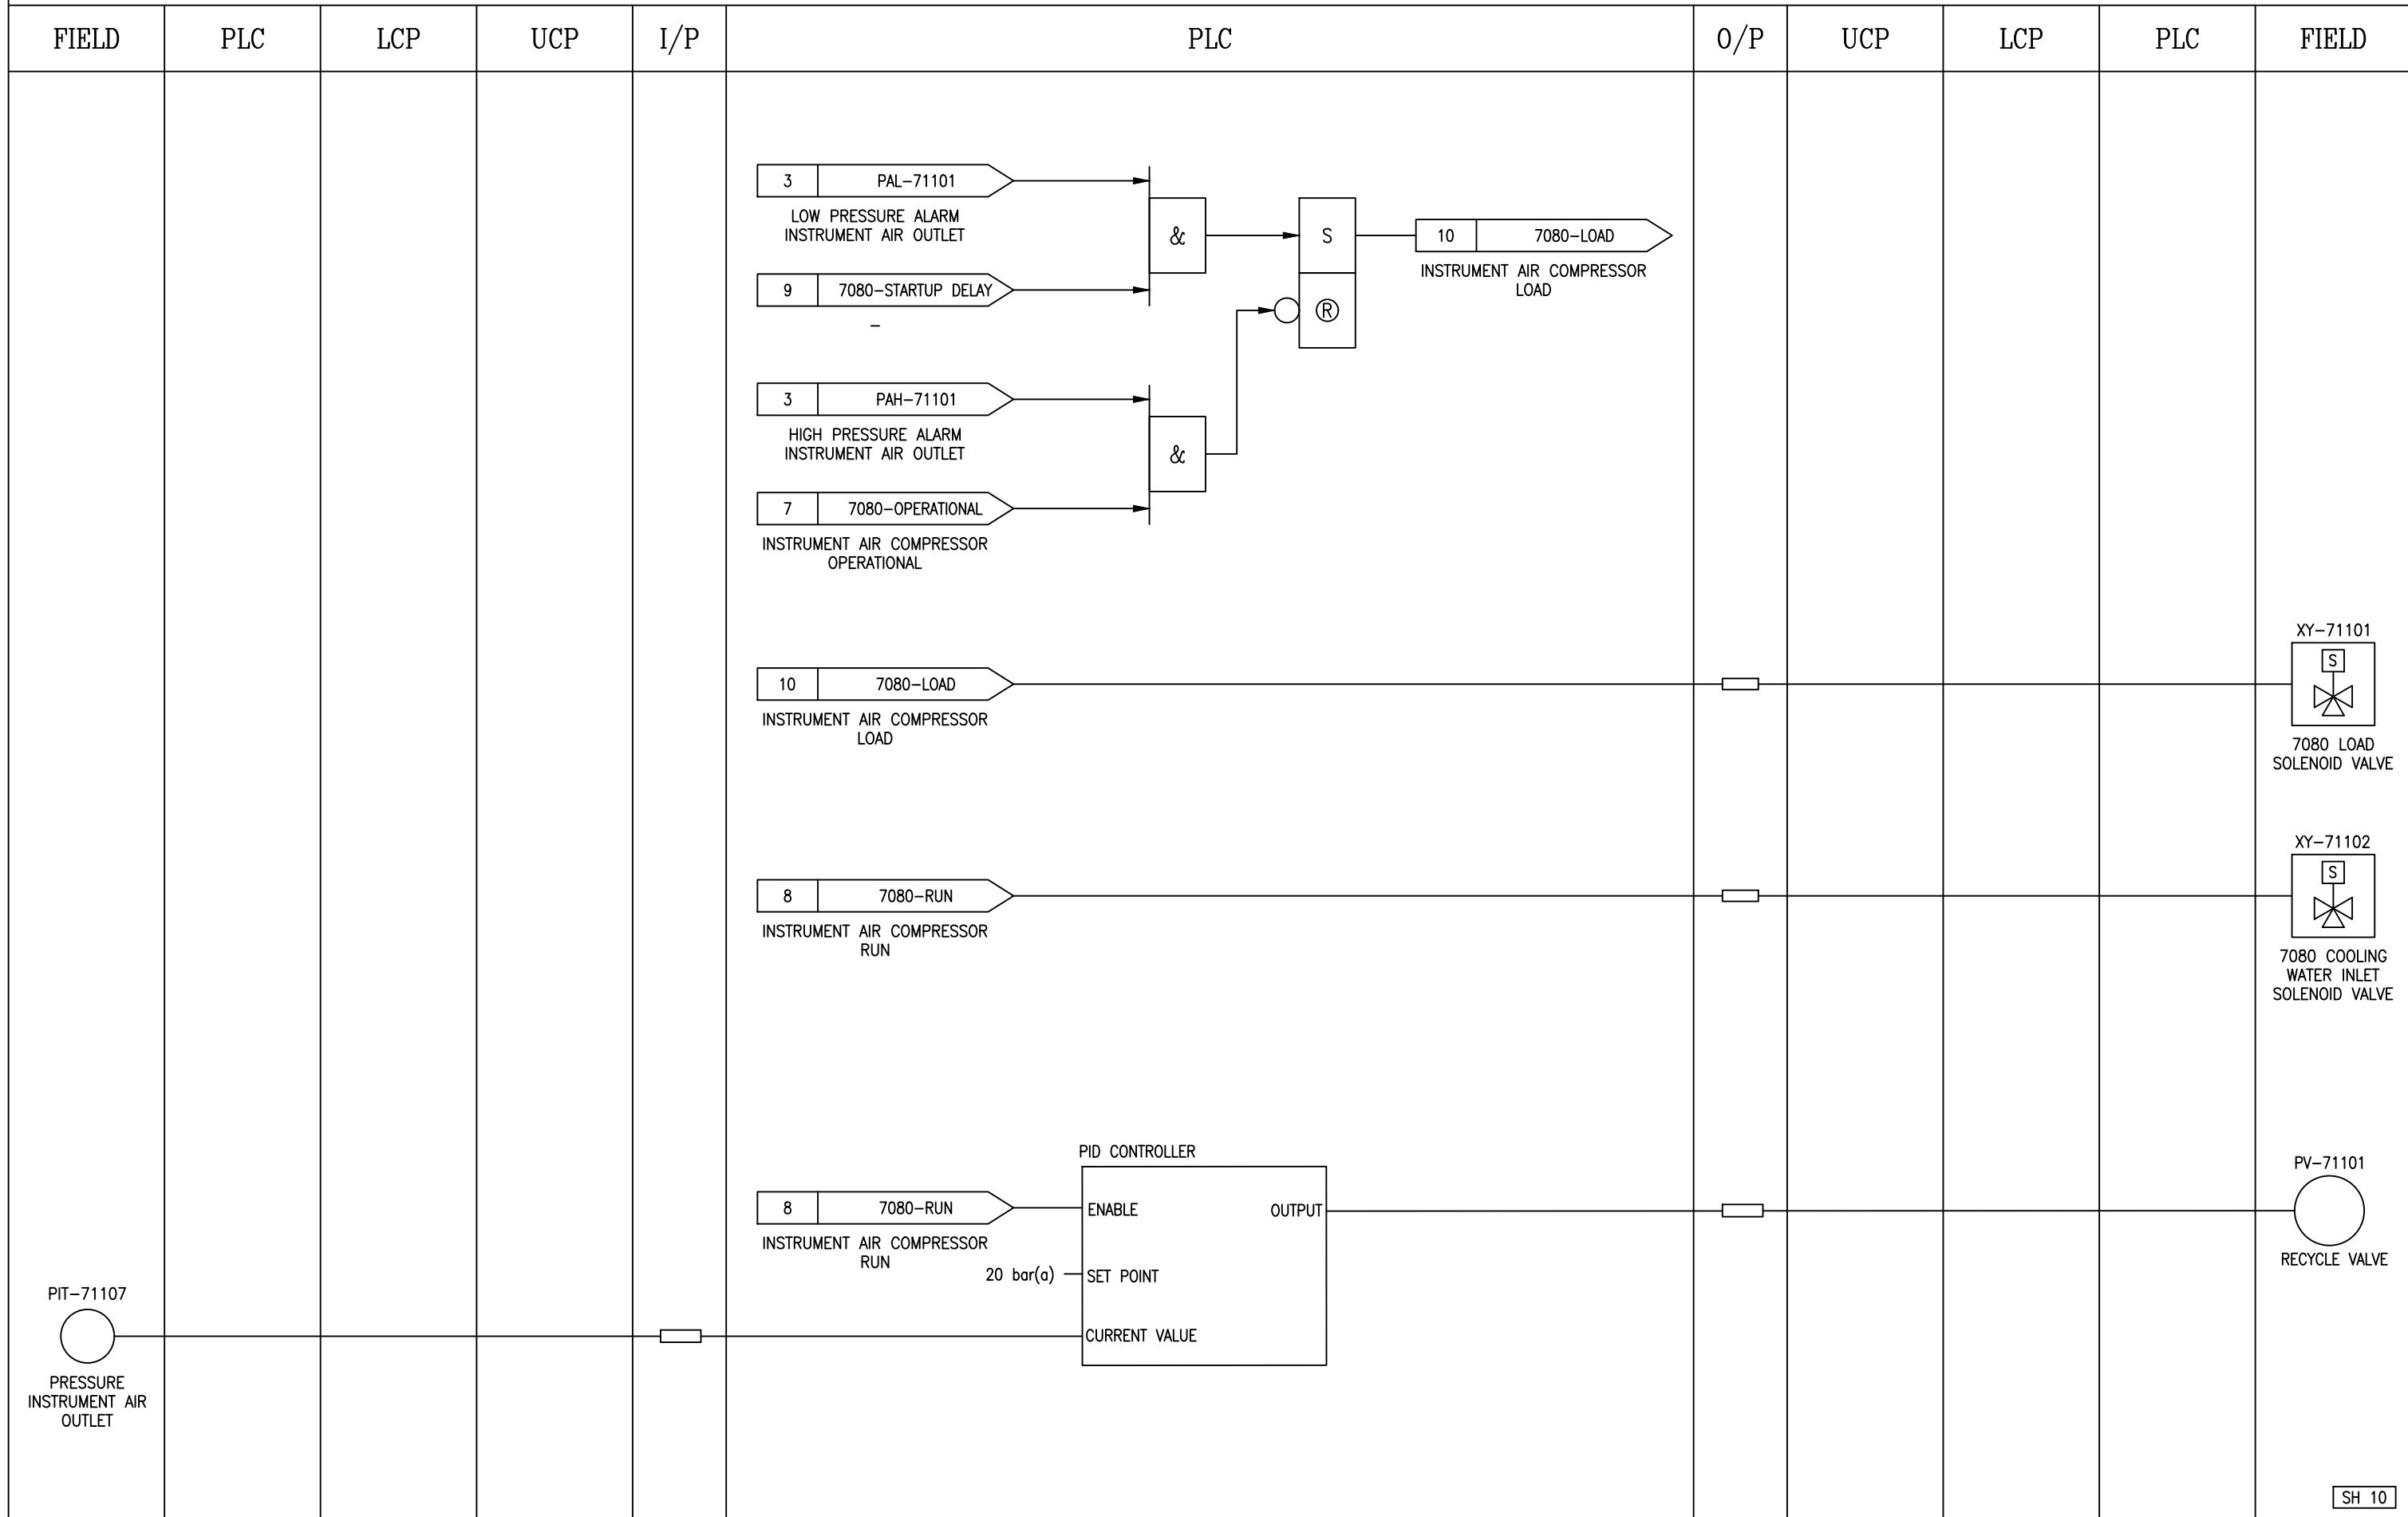 FIELD PLC LCP UCP I/P PLC O/P UCP LCP PLC FIELD
3 PAL-71101
LOW PRESSURE ALARM
INSTRUMENT AIR OUTLET
9 7080-STARTUP DELAY
-
&
S
®
10 7080-LOAD
INSTRUMENT AIR COMPRESSOR
LOAD
3 PAH-71101
HIGH PRESSURE ALARM
INSTRUMENT AIR OUTLET
7 7080-OPERATIONAL
INSTRUMENT AIR COMPRESSOR
OPERATIONAL
&
10 7080-LOAD
INSTRUMENT AIR COMPRESSOR
LOAD
XY-71101
S
7080 LOAD
SOLENOID VALVE
8 7080-RUN
INSTRUMENT AIR COMPRESSOR
RUN
XY-71102
S
7080 COOLING
WATER INLET
SOLENOID VALVE
PID CONTROLLER
8 7080-RUN
INSTRUMENT AIR COMPRESSOR
RUN
ENABLE OUTPUT
20 bar(a) SET POINT
CURRENT VALUE
PV-71101
RECYCLE VALVE
PIT-71107
PRESSURE
INSTRUMENT AIR
OUTLET
SH 10